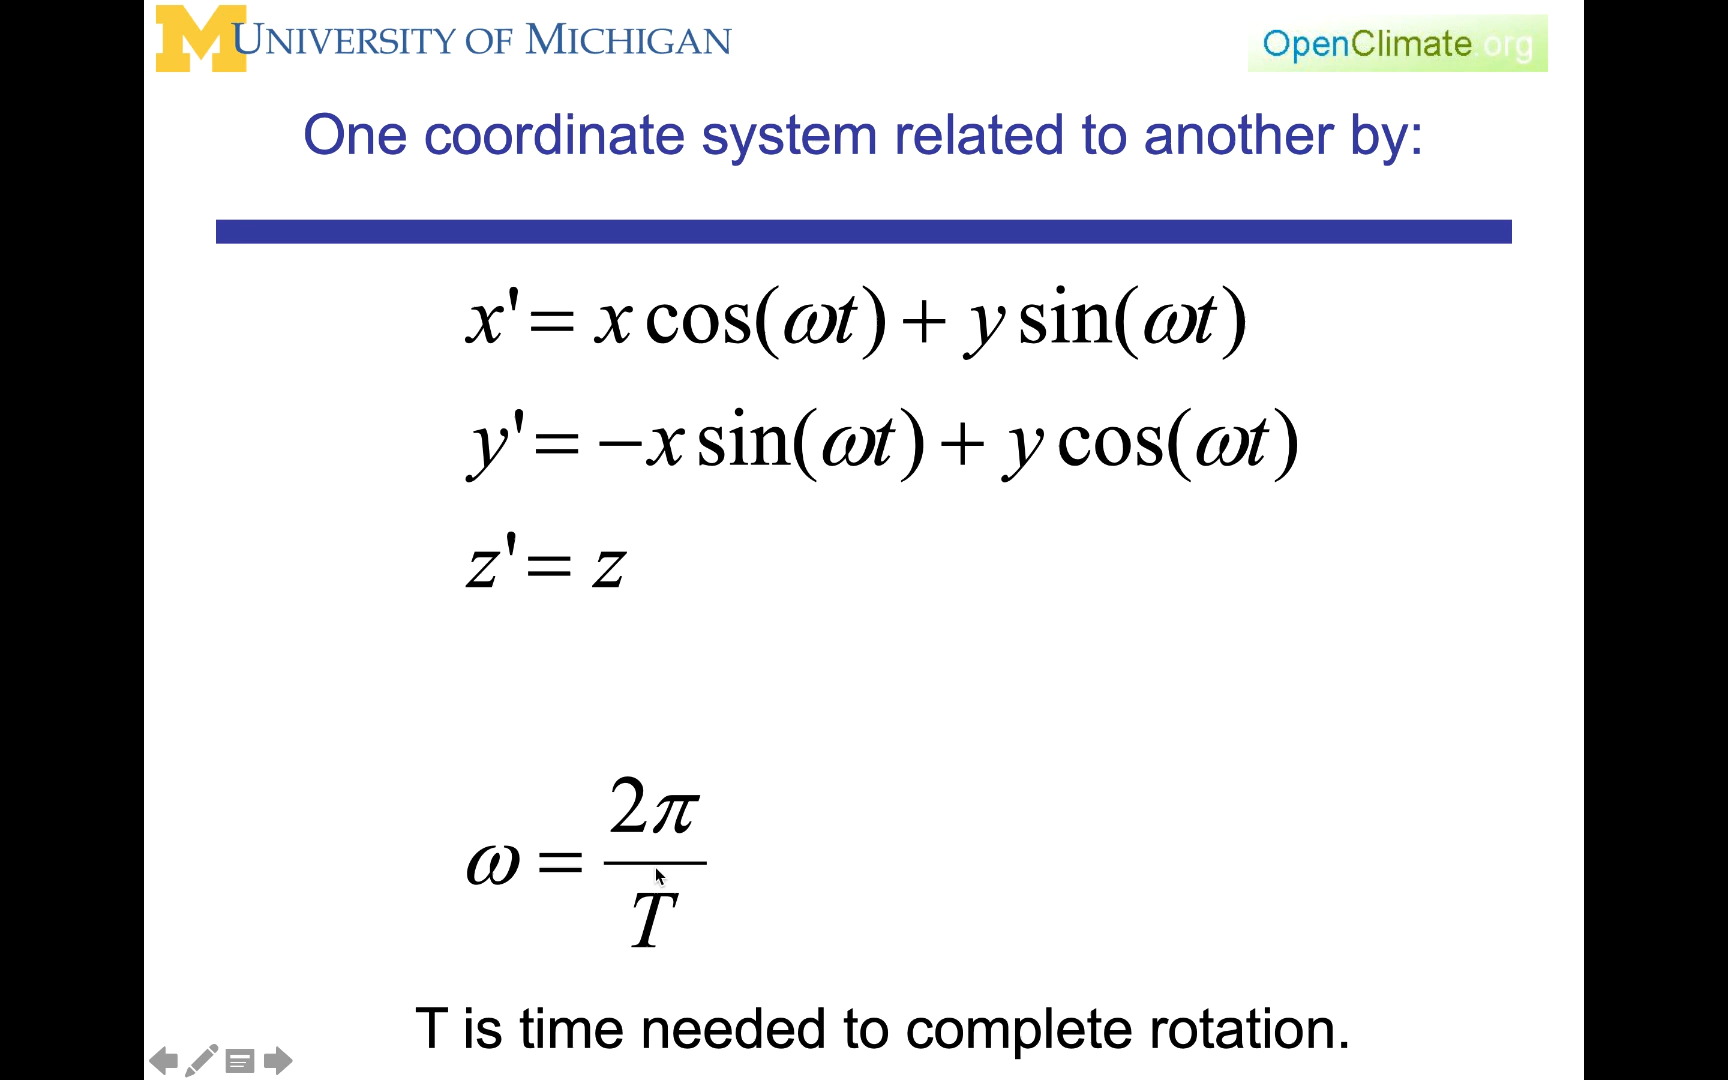 M UNIVERSITY OF MICHIGAN
OpenClimate.org
One coordinate system related to another by:
x'= x cos(ωt) + y sin(ωt)
y'= −x sin(ωt) + y cos(ωt)
z'= z
ω = 2π / T
T is time needed to complete rotation.